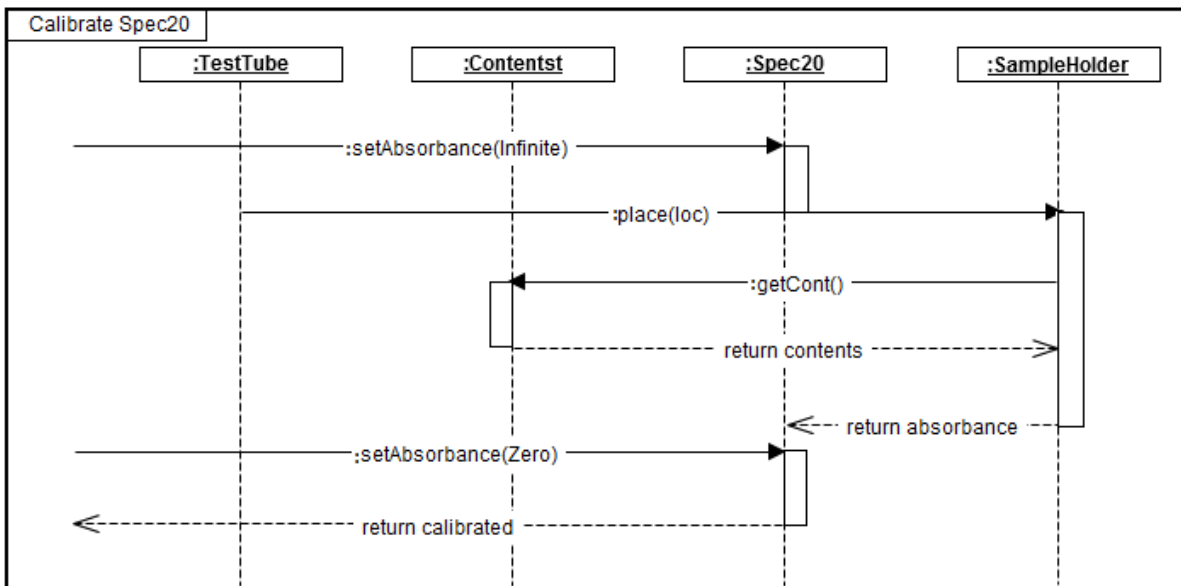 Calibrate Spec20
:TestTube
:Contentst
:Spec20
:SampleHolder
:setAbsorbance(Infinite)
:place(loc)
:getCont()
return contents
return absorbance
:setAbsorbance(Zero)
return calibrated